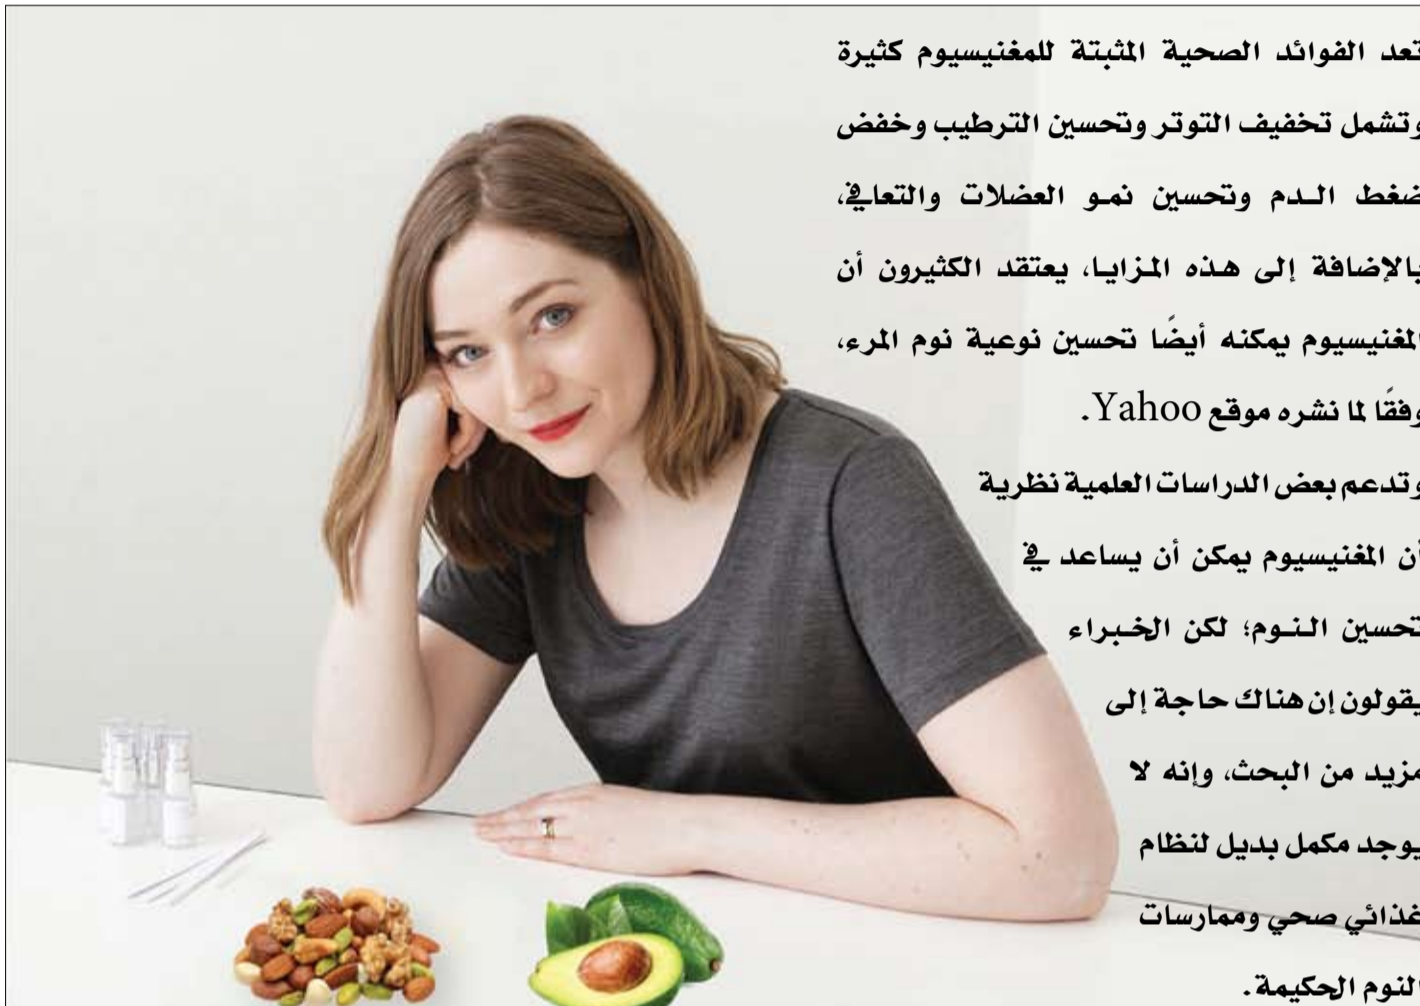 تعد الفوائد الصحية المثبتة للمغنيسيوم كثيرة
وتشمل تخفيف التوتر وتحسين الترطيب وخفض
ضغط الدم وتحسين نمو العضلات والتعافي،
بالإضافة إلى هذه المزايا، يعتقد الكثيرون أن
المغنيسيوم يمكنه أيضًا تحسين نوعية نوم المرء،
وفقًا لما نشره موقع Yahoo.
وتدعم بعض الدراسات العلمية نظرية
أن المغنيسيوم يمكن أن يساعد في
تحسين النوم؛ لكن الخبراء
يقولون إن هناك حاجة إلى
مزيد من البحث، وإنه لا
يوجد مكمل بديل لنظام
غذائي صحي وممارسات
النوم الحكيمة.